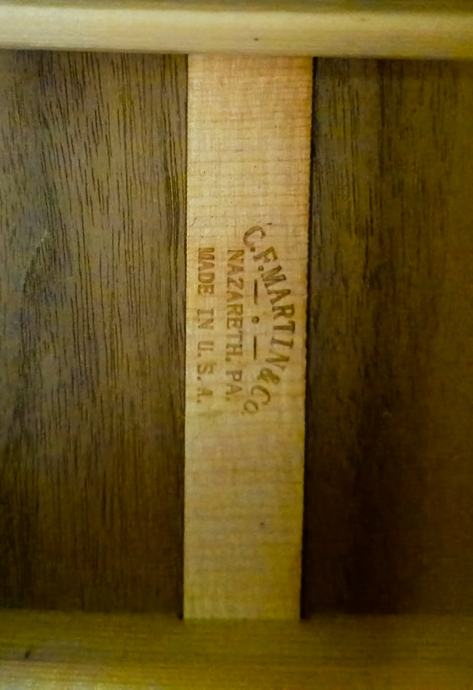 C.F. MARTIN & Co.
NAZARETH, PA.
MADE IN U.S.A.